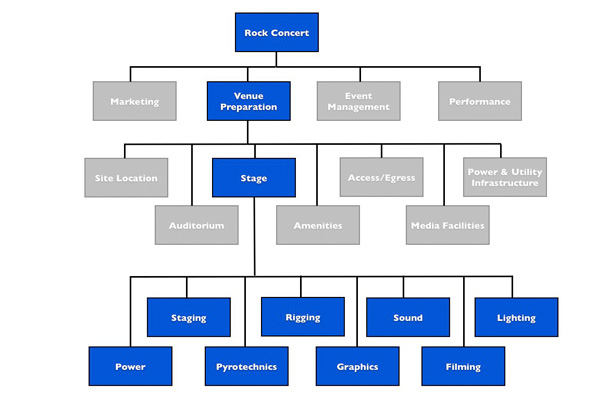 Rock Concert
Marketing
Venue
Preparation
Event
Management
Performance
Site Location
Stage
Access/Egress
Power & Utility
Infrastructure
Auditorium
Amenities
Media Facilities
Staging
Rigging
Sound
Lighting
Power
Pyrotechnics
Graphics
Filming